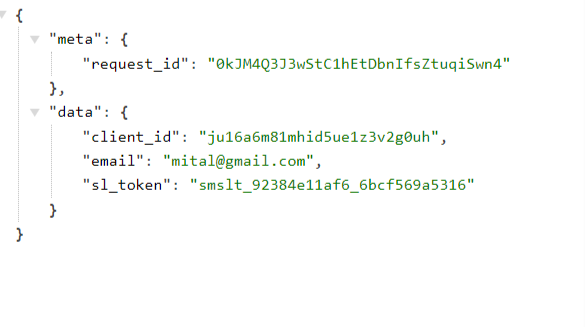 {
"meta": {
"request_id": "0kJM4Q3J3wStC1hEtDbnIfsZtuqiSwn4"
},
"data": {
"client_id": "ju16a6m81mhid5ue1z3v2g0uh",
"email": "mital@gmail.com",
"sl_token": "smslt_92384e11af6_6bcf569a5316"
}
}